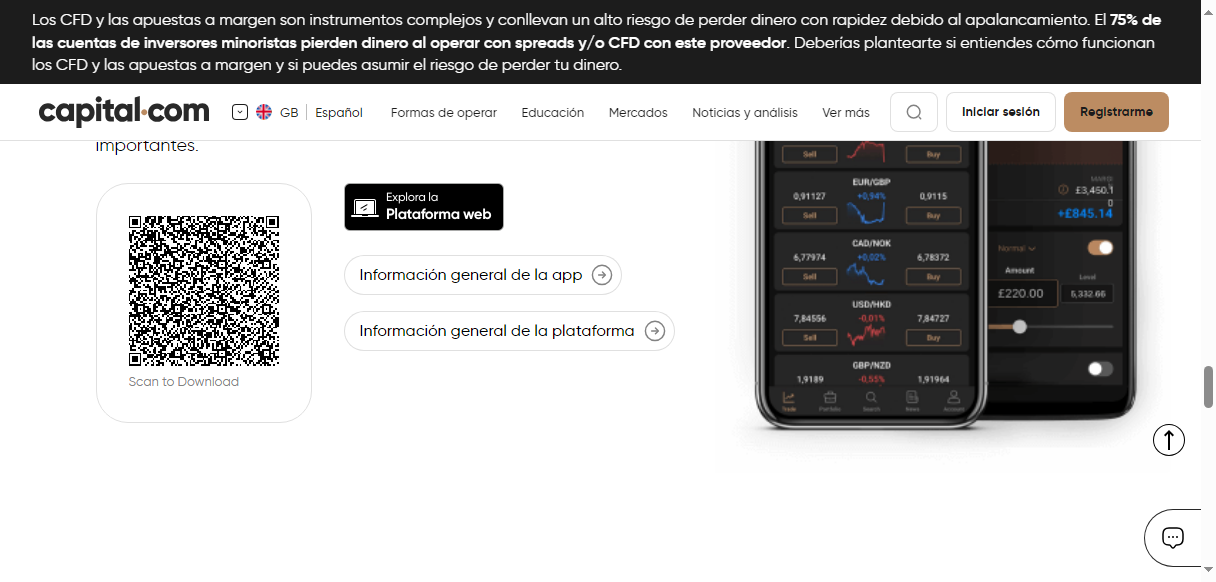 Los CFD y las apuestas a margen son instrumentos complejos y conllevan un alto riesgo de perder dinero con rapidez debido al apalancamiento. El 75% de
las cuentas de inversores minoristas pierden dinero al operar con spreads y/o CFD con este proveedor. Deberías plantearte si entiendes cómo funcionan
los CFD y las apuestas a margen y si puedes asumir el riesgo de perder tu dinero.
capital.com
GB Español Formas de operar Educación Mercados Noticias y análisis Ver más Iniciar sesión Registrarme
importantes.
Explora la
Plataforma web
Información general de la app
Información general de la plataforma
Scan to Download
Sell Buy
EUR/GBP
0,91127 +0,94% 0,9115
Sell Buy
CAD/NOK
6,77974 +0,02% 6,78372
Sell Buy
USD/HKD
7,84556 -0,01% 7,84727
Sell Buy
GBP/NZD
1,9189 -0,55% 1,91964
Trade Portfolio Search News Account
£3,450.1
0
+£845.14
Normal
Amount Level
£220.00 5,332.66